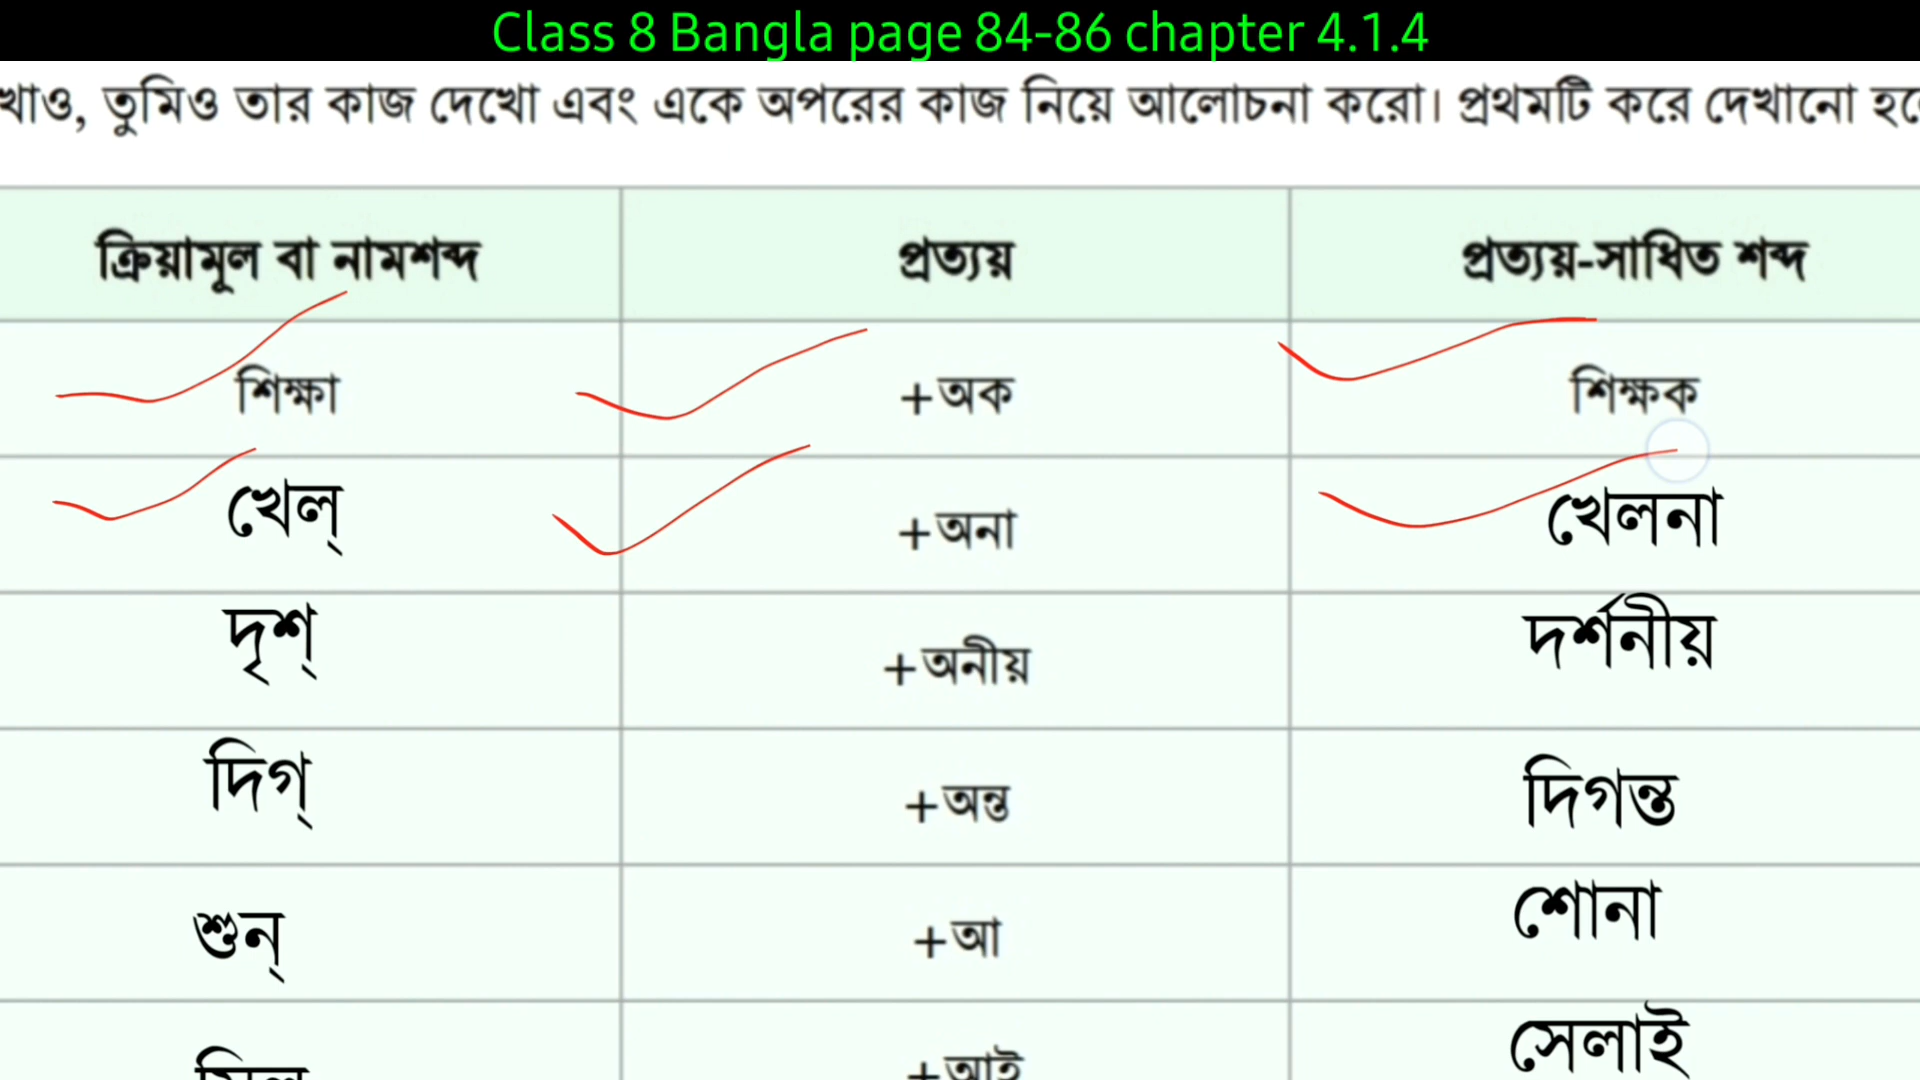 Class 8 Bangla page 84-86 chapter 4.1.4
খাও, তুমিও তার কাজ দেখো এবং একে অপরের কাজ নিয়ে আলোচনা করো। প্রথমটি করে দেখানো
ক্রিয়ামূল বা নামশব্দ প্রত্যয় প্রত্যয়-সাধিত শব্দ
শিক্ষা +অক শিক্ষক
খেল্ +অনা খেলনা
দৃশ্ +অনীয় দর্শনীয়
দিগ্ +অন্ত দিগন্ত
শুন্ +আ শোনা
+আই সেলাই